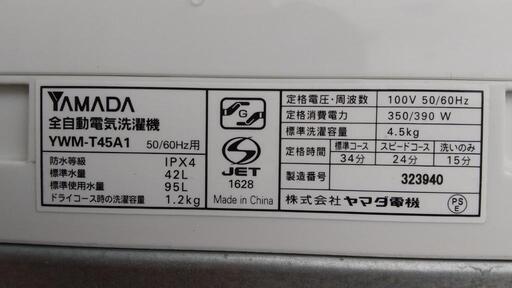 YAMADA
全自動電気洗濯機
YWM-T45A1 50/60Hz用
防水等級 IPX4
標準水量 42L
標準使用水量 95L
ドライコース時の洗濯容量 1.2kg
G
S
JET
1628
Made in China
定格電圧・周波数 100V 50/60Hz
定格消費電力 350/390 W
標準洗濯容量 4.5kg
定格時間 標準コース スピードコース 洗いのみ
34分 24分 15分
製造番号 323940
株式会社 ヤマダ電機
PS
E